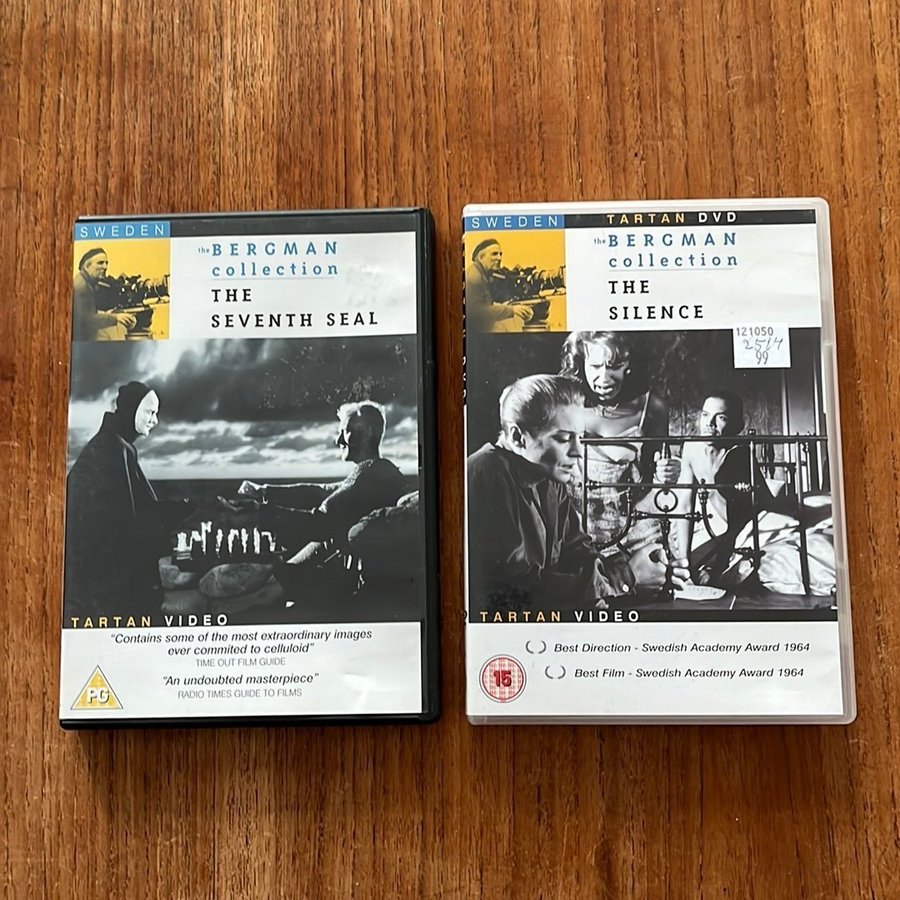 SWEDEN
the BERGMAN
collection
THE
SEVENTH SEAL
TARTAN VIDEO
"Contains some of the most extraordinary images
ever commited to celluloid"
TIME OUT FILM GUIDE
"An undoubted masterpiece"
RADIO TIMES GUIDE TO FILMS
PG
SWEDEN
TARTAN DVD
the BERGMAN
collection
THE
SILENCE
121050
99
TARTAN VIDEO
Best Direction - Swedish Academy Award 1964
Best Film - Swedish Academy Award 1964
15